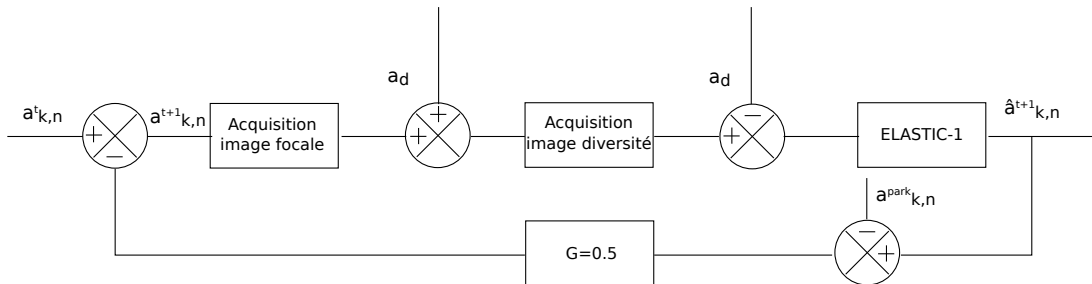 a_d
a_d
a^t_k,n
a^t+1_k,n
Acquisition
image focale
Acquisition
image diversité
ELASTIC-1
â^t+1_k,n
+
−
+
+
+
−
a^park_k,n
−
+
G=0.5